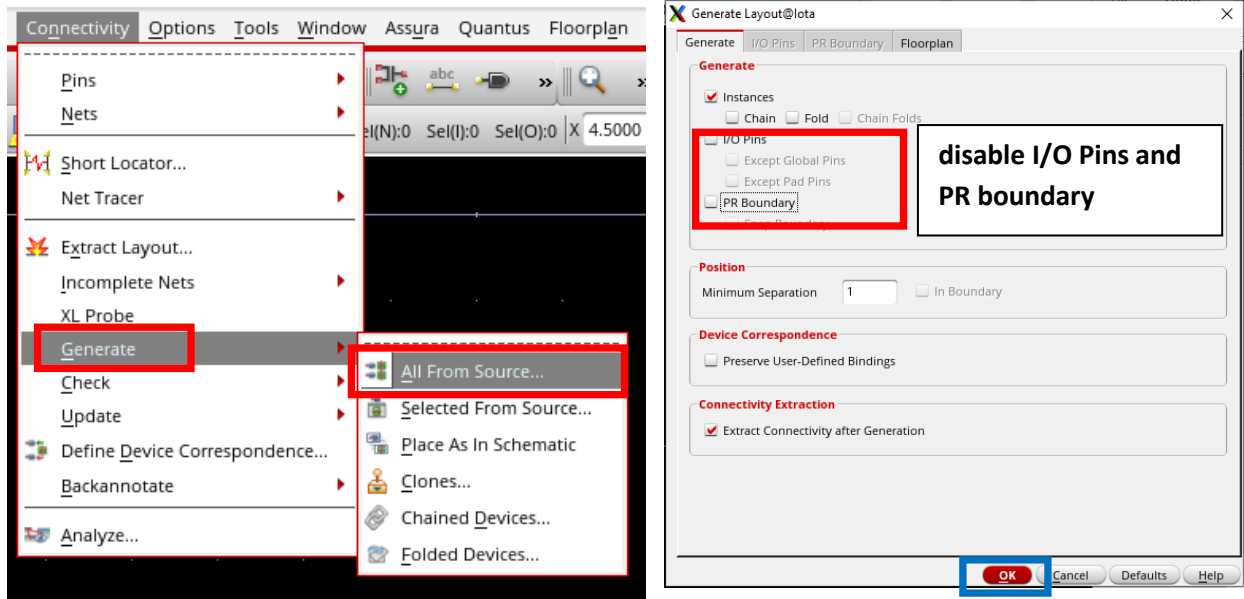 Connectivity Options Tools Window Assura Quantus Floorplan
Pins
Nets
abc
»
»
el(N):0 Sel(I):0 Sel(O):0 X 4.5000
Short Locator...
Net Tracer
Extract Layout...
Incomplete Nets
XL Probe
Generate
Check
Update
Define Device Correspondence...
Backannotate
Analyze...
All From Source...
Selected From Source...
Place As In Schematic
Clones...
Chained Devices...
Folded Devices...
Generate Layout@lota
Generate I/O Pins PR Boundary Floorplan
Generate
Instances
Chain Fold Chain Folds
I/O Pins
Except Global Pins
Except Pad Pins
PR Boundary
Snap Boundary
disable I/O Pins and
PR boundary
Position
Minimum Separation 1 In Boundary
Device Correspondence
Preserve User-Defined Bindings
Connectivity Extraction
Extract Connectivity after Generation
OK Cancel Defaults Help